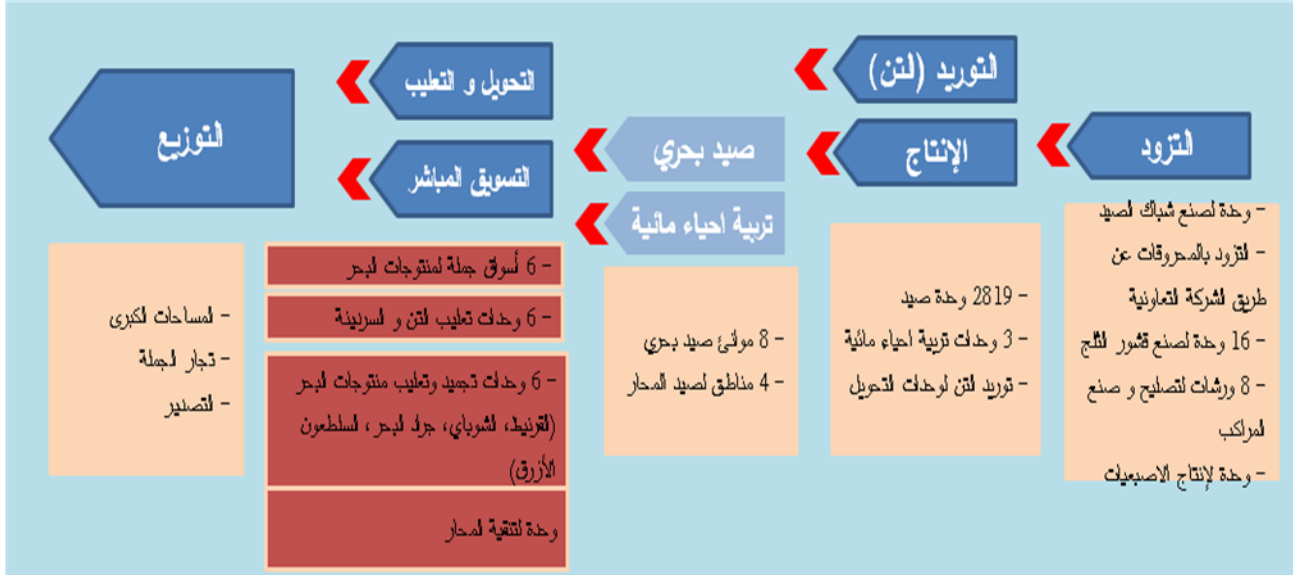 التزود
- وحدة لصنع شباك الصيد
- التزود بالمحروقات عن
طريق الشركة التعاونية
- 16 وحدة لصنع قشور الثلج
- 8 ورشات لتصليح و صنع
المراكب
- وحدة لإنتاج الاصبعيات
التوريد (لتن)
الإنتاج
- 2819 وحدة صيد
- 3 وحدات تربية احياء مائية
- توريد التن لوحدات التحويل
صيد بحري
تربية احياء مائية
- 8 موانئ صيد بحري
- 4 مناطق لصيد المحار
التحويل و التعليب
التسويق المباشر
- 6 أسواق جملة لمنتوجات البحر
- 6 وحدات تعليب التن و السردينة
- 6 وحدات تجميد وتعليب منتوجات البحر
(القرنيط، الشوباي، جراد البحر، السلطعون
الأزرق)
وحدة لتنقية المحار
التوزيع
- المساحات الكبرى
- تجار الجملة
- التصدير